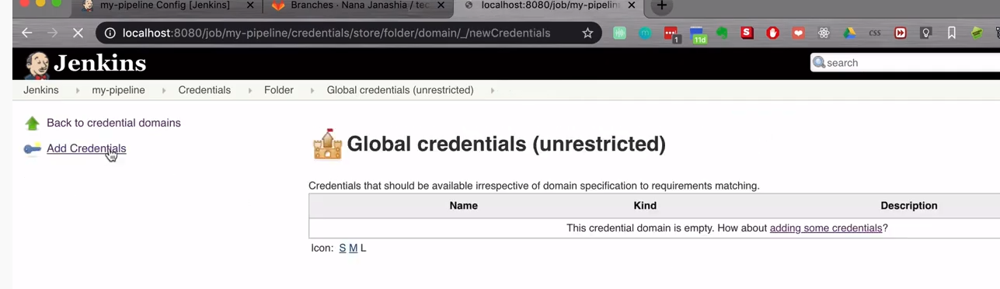 my-pipeline Config [Jenkins]
Branches · Nana Janashia / tec
localhost:8080/job/my-pipelin
localhost:8080/job/my-pipeline/credentials/store/folder/domain/_/newCredentials
1
11d
S
CSS
Jenkins
search
Jenkins
my-pipeline
Credentials
Folder
Global credentials (unrestricted)
Back to credential domains
Add Credentials
Global credentials (unrestricted)
Credentials that should be available irrespective of domain specification to requirements matching.
Name Kind Description
This credential domain is empty. How about adding some credentials?
Icon: S M L